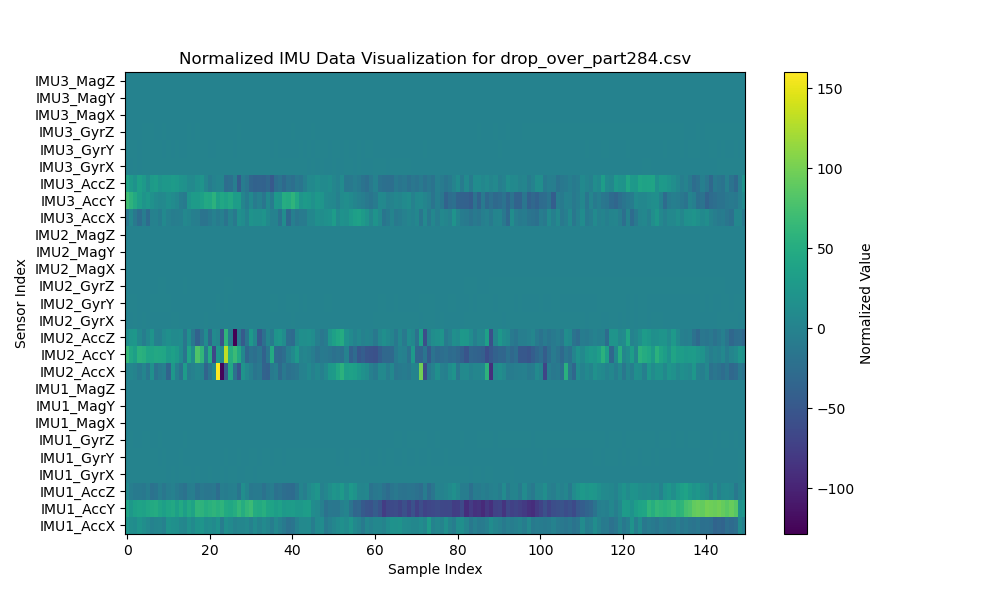 Normalized IMU Data Visualization for drop_over_part284.csv
IMU3_MagZ
IMU3_MagY
IMU3_MagX
IMU3_GyrZ
IMU3_GyrY
IMU3_GyrX
IMU3_AccZ
IMU3_AccY
IMU3_AccX
IMU2_MagZ
IMU2_MagY
IMU2_MagX
IMU2_GyrZ
IMU2_GyrY
IMU2_GyrX
IMU2_AccZ
IMU2_AccY
IMU2_AccX
IMU1_MagZ
IMU1_MagY
IMU1_MagX
IMU1_GyrZ
IMU1_GyrY
IMU1_GyrX
IMU1_AccZ
IMU1_AccY
IMU1_AccX
Sensor Index
0 20 40 60 80 100 120 140
Sample Index
150
100
50
0
−50
−100
Normalized Value